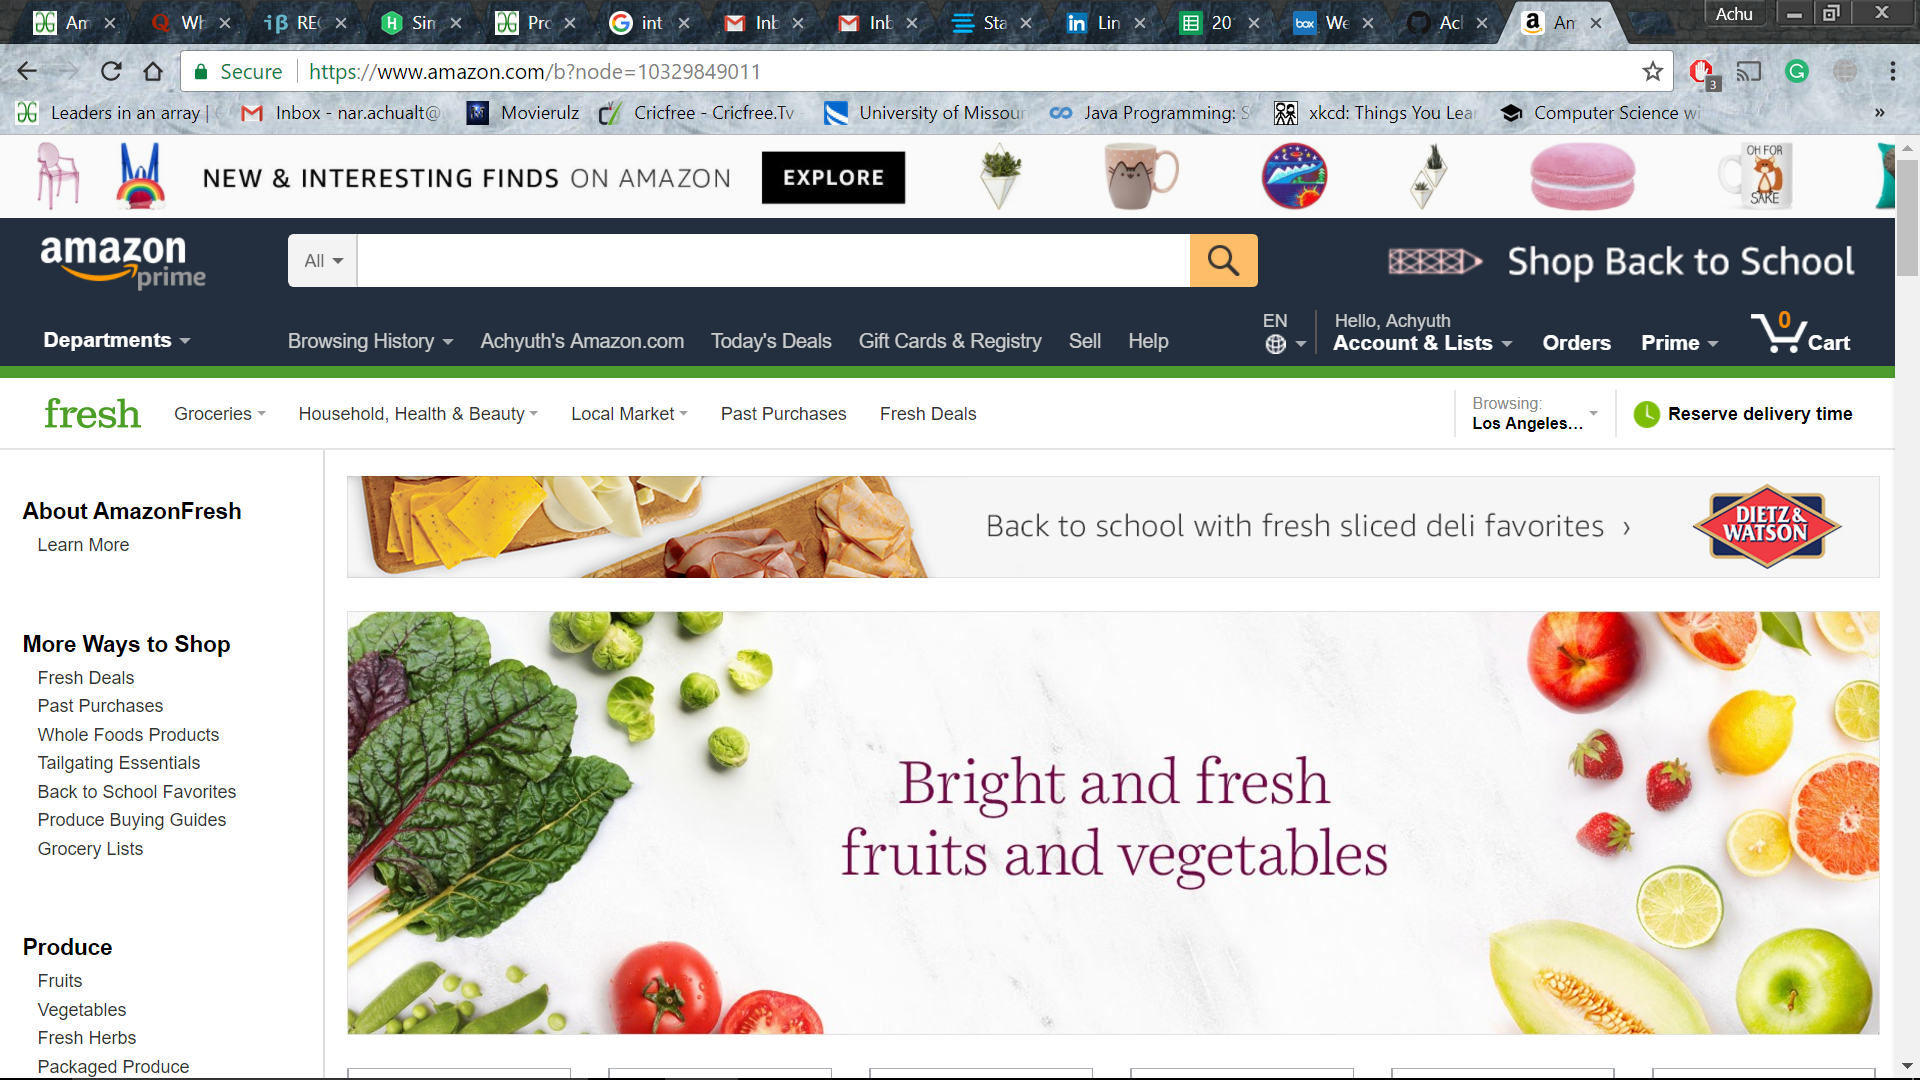 Achu
An
Wh
REC
Sin
Pro
int
Inb
Inb
Sta
Lin
20
We
Acl
An
Secure https://www.amazon.com/b?node=10329849011
3
Leaders in an array |
Inbox - nar.achualt@
Movierulz
Cricfree - Cricfree.Tv
University of Missour
Java Programming: S
xkcd: Things You Lear
Computer Science wi
»
NEW & INTERESTING FINDS ON AMAZON EXPLORE
OH FOR
SAKE
amazon
prime
All
Shop Back to School
Departments
Browsing History
Achyuth's Amazon.com
Today's Deals
Gift Cards & Registry
Sell
Help
EN
Hello, Achyuth
Account & Lists
Orders
Prime
0
Cart
fresh
Groceries
Household, Health & Beauty
Local Market
Past Purchases
Fresh Deals
Browsing:
Los Angeles...
Reserve delivery time
About AmazonFresh
Learn More
More Ways to Shop
Fresh Deals
Past Purchases
Whole Foods Products
Tailgating Essentials
Back to School Favorites
Produce Buying Guides
Grocery Lists
Produce
Fruits
Vegetables
Fresh Herbs
Packaged Produce
Back to school with fresh sliced deli favorites ›
DIETZ &
WATSON
Bright and fresh
fruits and vegetables